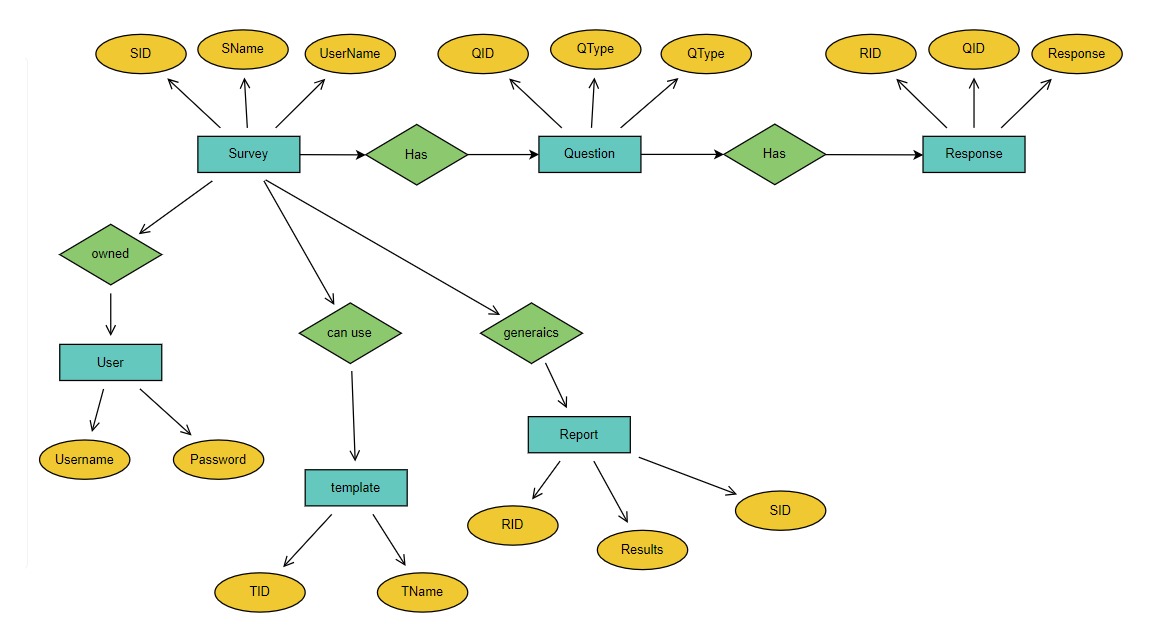 SID
SName
UserName
QID
QType
QType
RID
QID
Response
Survey
Has
Question
Has
Response
owned
can use
generaics
User
Report
Username
Password
template
RID
SID
Results
TID
TName